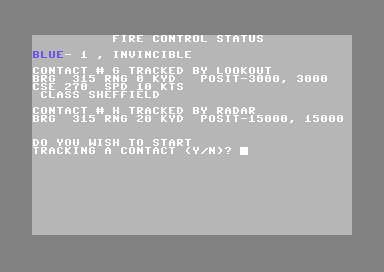 FIRE CONTROL STATUS
BLUE- 1 , INVINCIBLE
CONTACT # G TRACKED BY LOOKOUT
BRG  315 RNG 0 KYD   POSIT-3000, 3000
CSE 270  SPD 10 KTS
CLASS SHEFFIELD
CONTACT # H TRACKED BY RADAR
BRG  315 RNG 20 KYD  POSIT-15000, 15000
DO YOU WISH TO START
TRACKING A CONTACT (Y/N)?